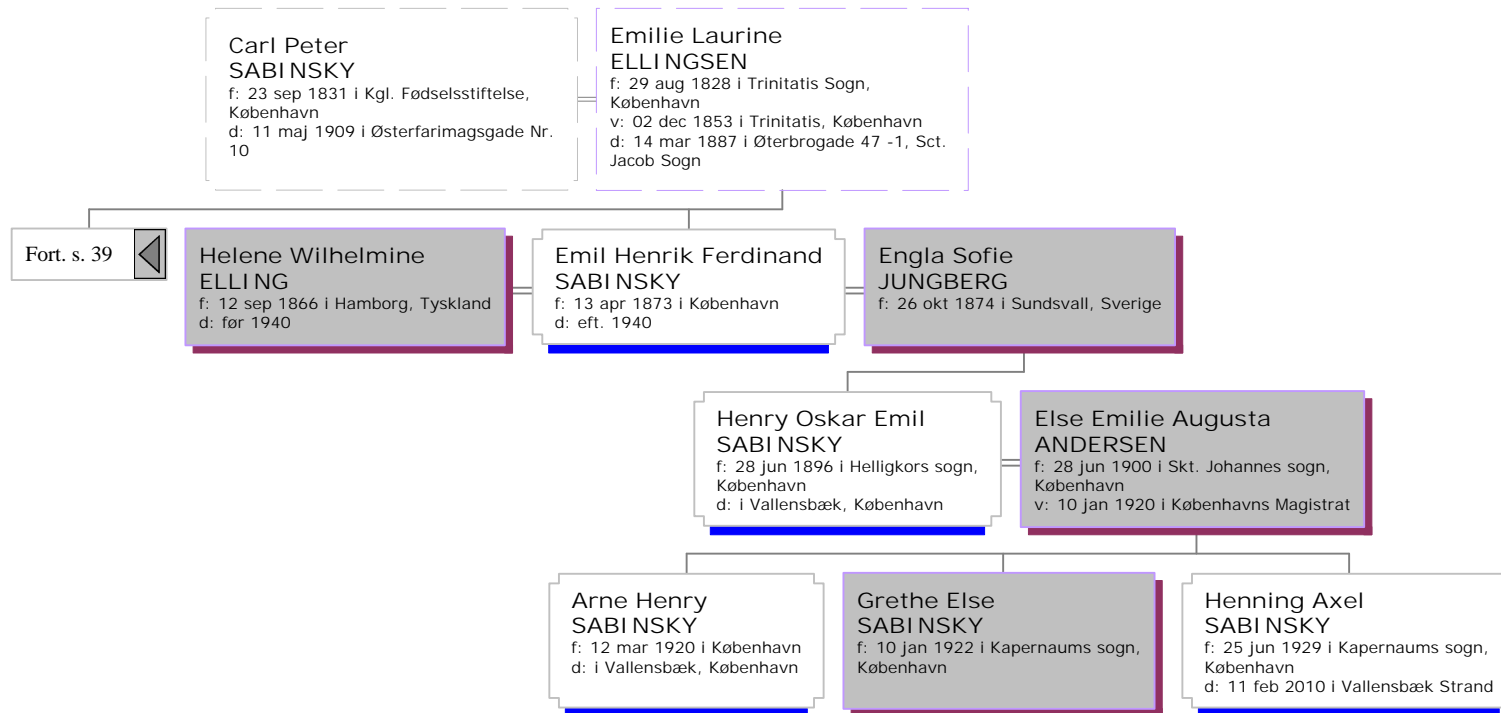 Carl Peter
SABINSKY
f: 23 sep 1831 i Kgl. Fødselsstiftelse,
København
d: 11 maj 1909 i Østerfarimagsgade Nr.
10
Emilie Laurine
ELLINGSEN
f: 29 aug 1828 i Trinitatis Sogn,
København
v: 02 dec 1853 i Trinitatis, København
d: 14 mar 1887 i Øterbrogade 47 -1, Sct.
Jacob Sogn
Fort. s. 39
Helene Wilhelmine
ELLING
f: 12 sep 1866 i Hamborg, Tyskland
d: før 1940
Emil Henrik Ferdinand
SABINSKY
f: 13 apr 1873 i København
d: eft. 1940
Engla Sofie
JUNGBERG
f: 26 okt 1874 i Sundsvall, Sverige
Henry Oskar Emil
SABINSKY
f: 28 jun 1896 i Helligkors sogn,
København
d: i Vallensbæk, København
Else Emilie Augusta
ANDERSEN
f: 28 jun 1900 i Skt. Johannes sogn,
København
v: 10 jan 1920 i Københavns Magistrat
Arne Henry
SABINSKY
f: 12 mar 1920 i København
d: i Vallensbæk, København
Grethe Else
SABINSKY
f: 10 jan 1922 i Kapernaums sogn,
København
Henning Axel
SABINSKY
f: 25 jun 1929 i Kapernaums sogn,
København
d: 11 feb 2010 i Vallensbæk Strand